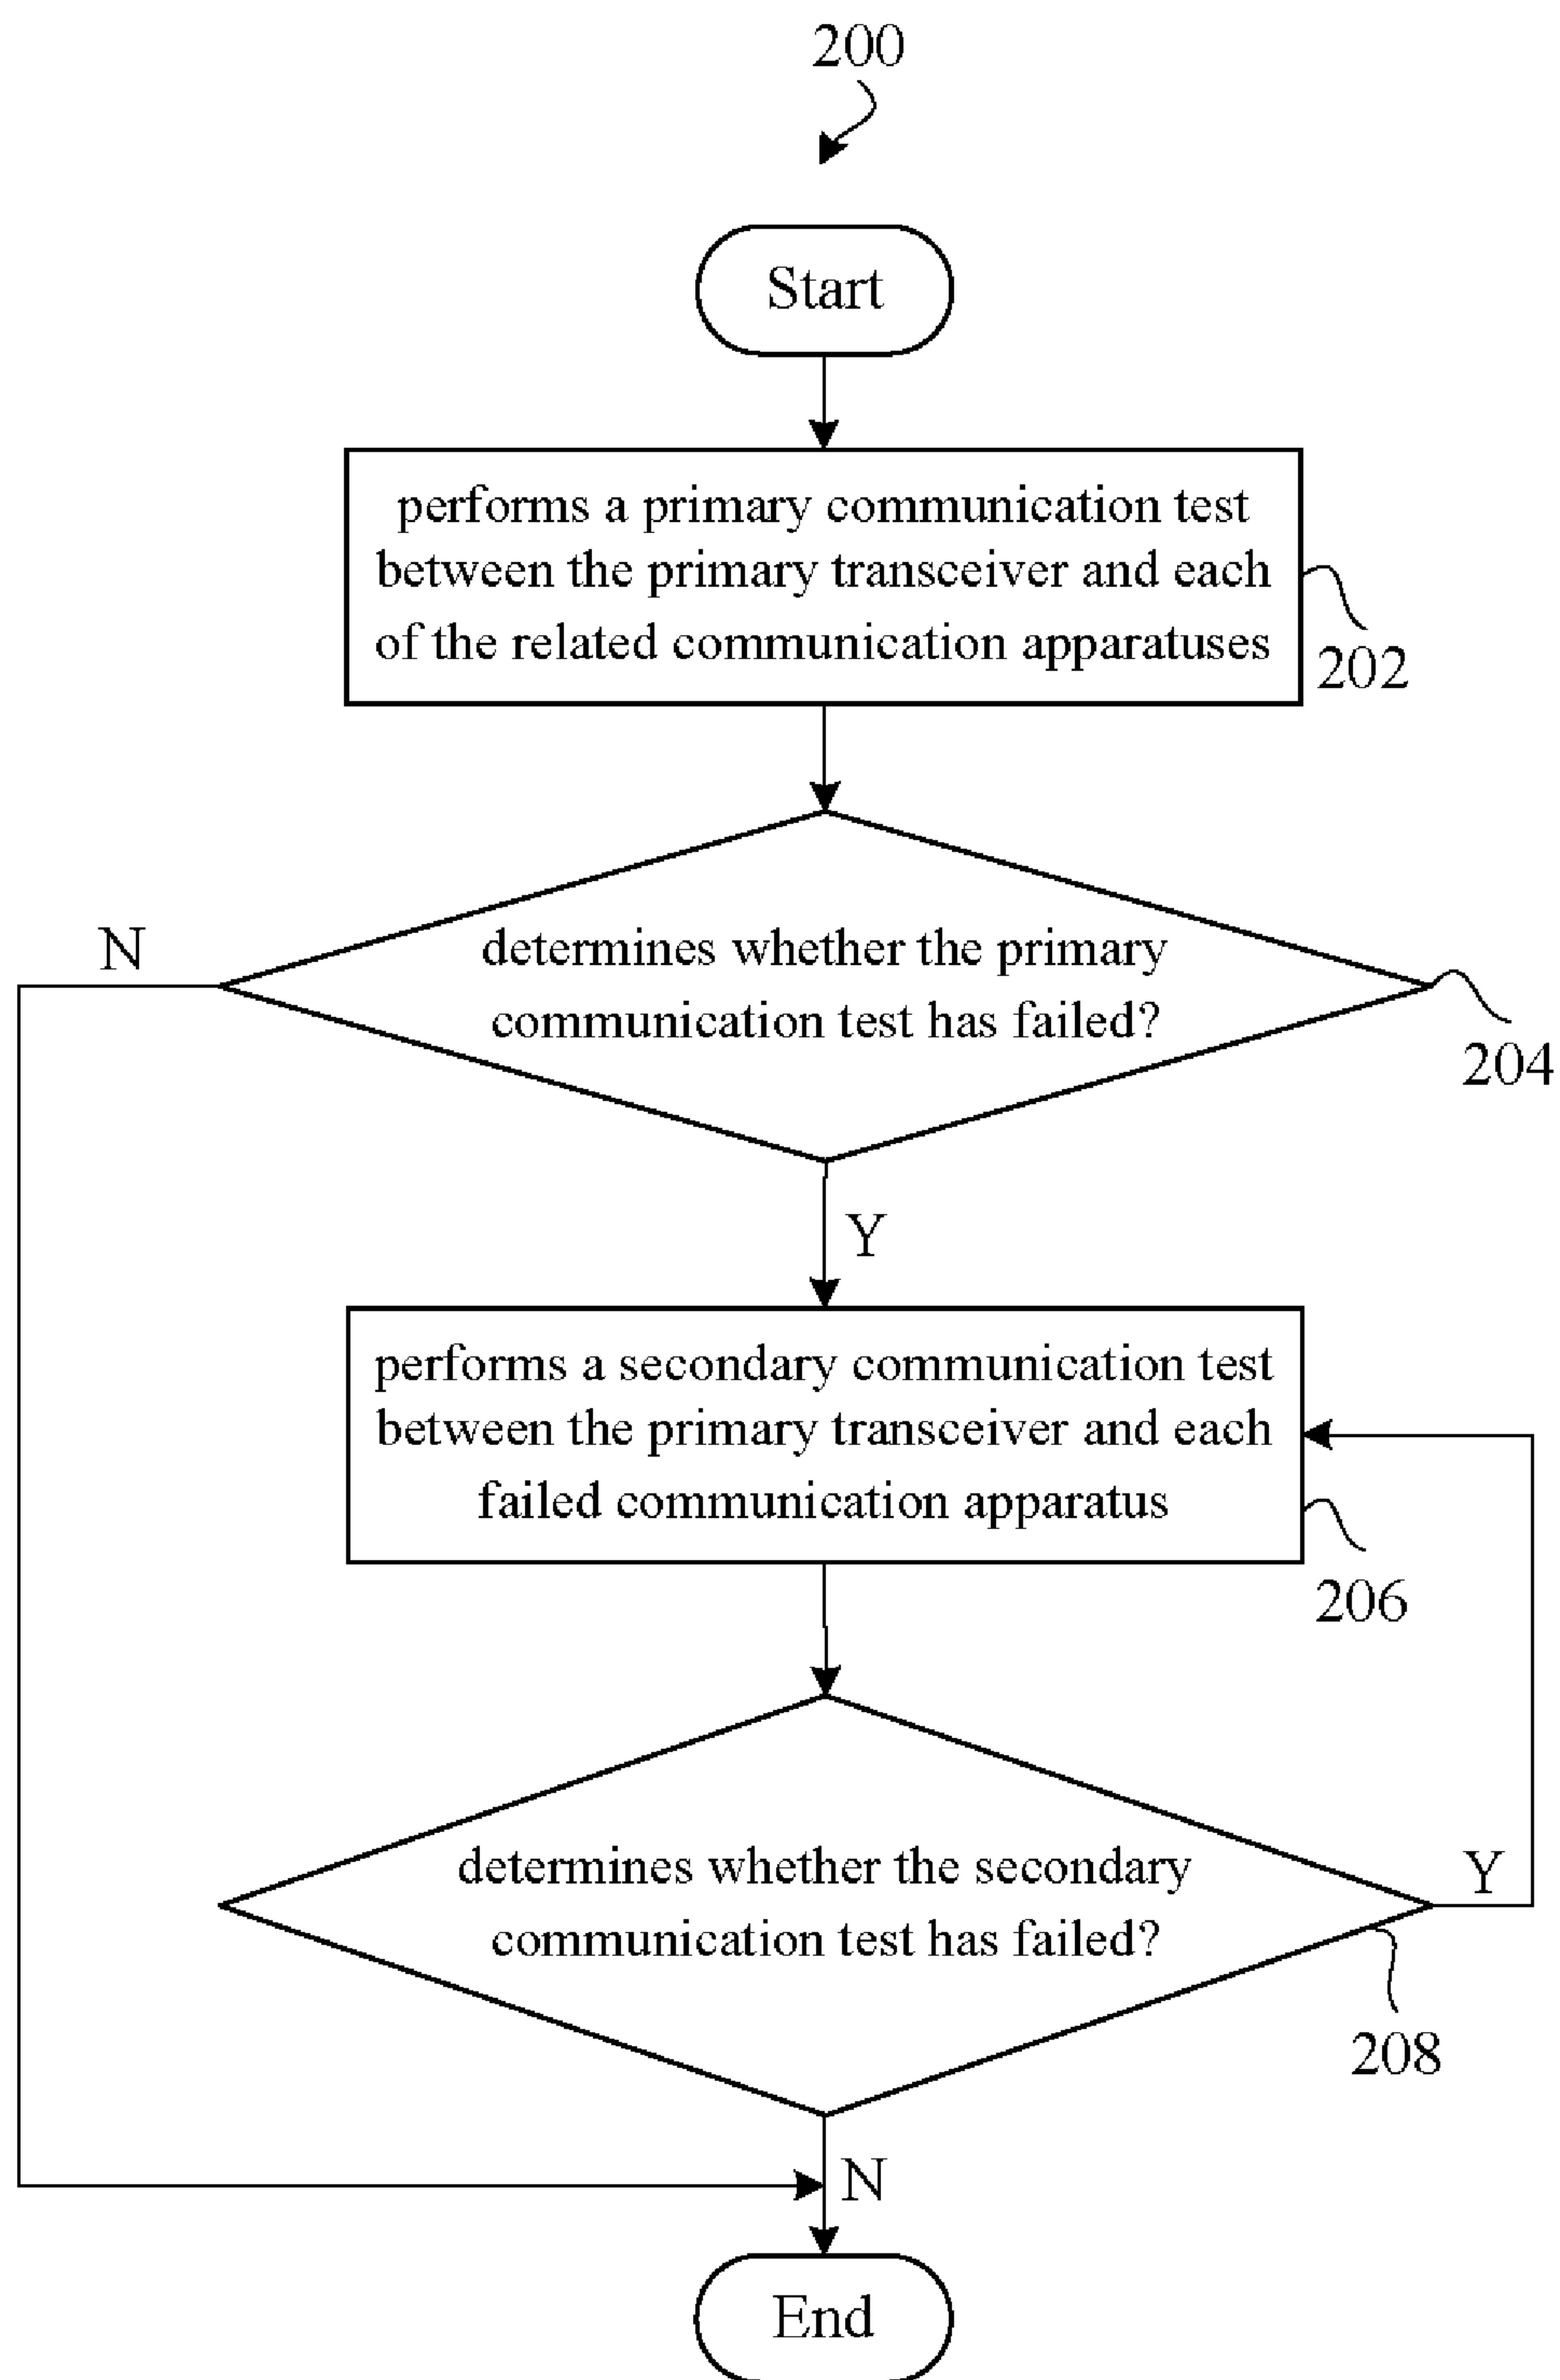 200
Start
performs a primary communication test
between the primary transceiver and each
of the related communication apparatuses
202
N
determines whether the primary
communication test has failed?
204
Y
performs a secondary communication test
between the primary transceiver and each
failed communication apparatus
206
determines whether the secondary
communication test has failed?
Y
208
N
End